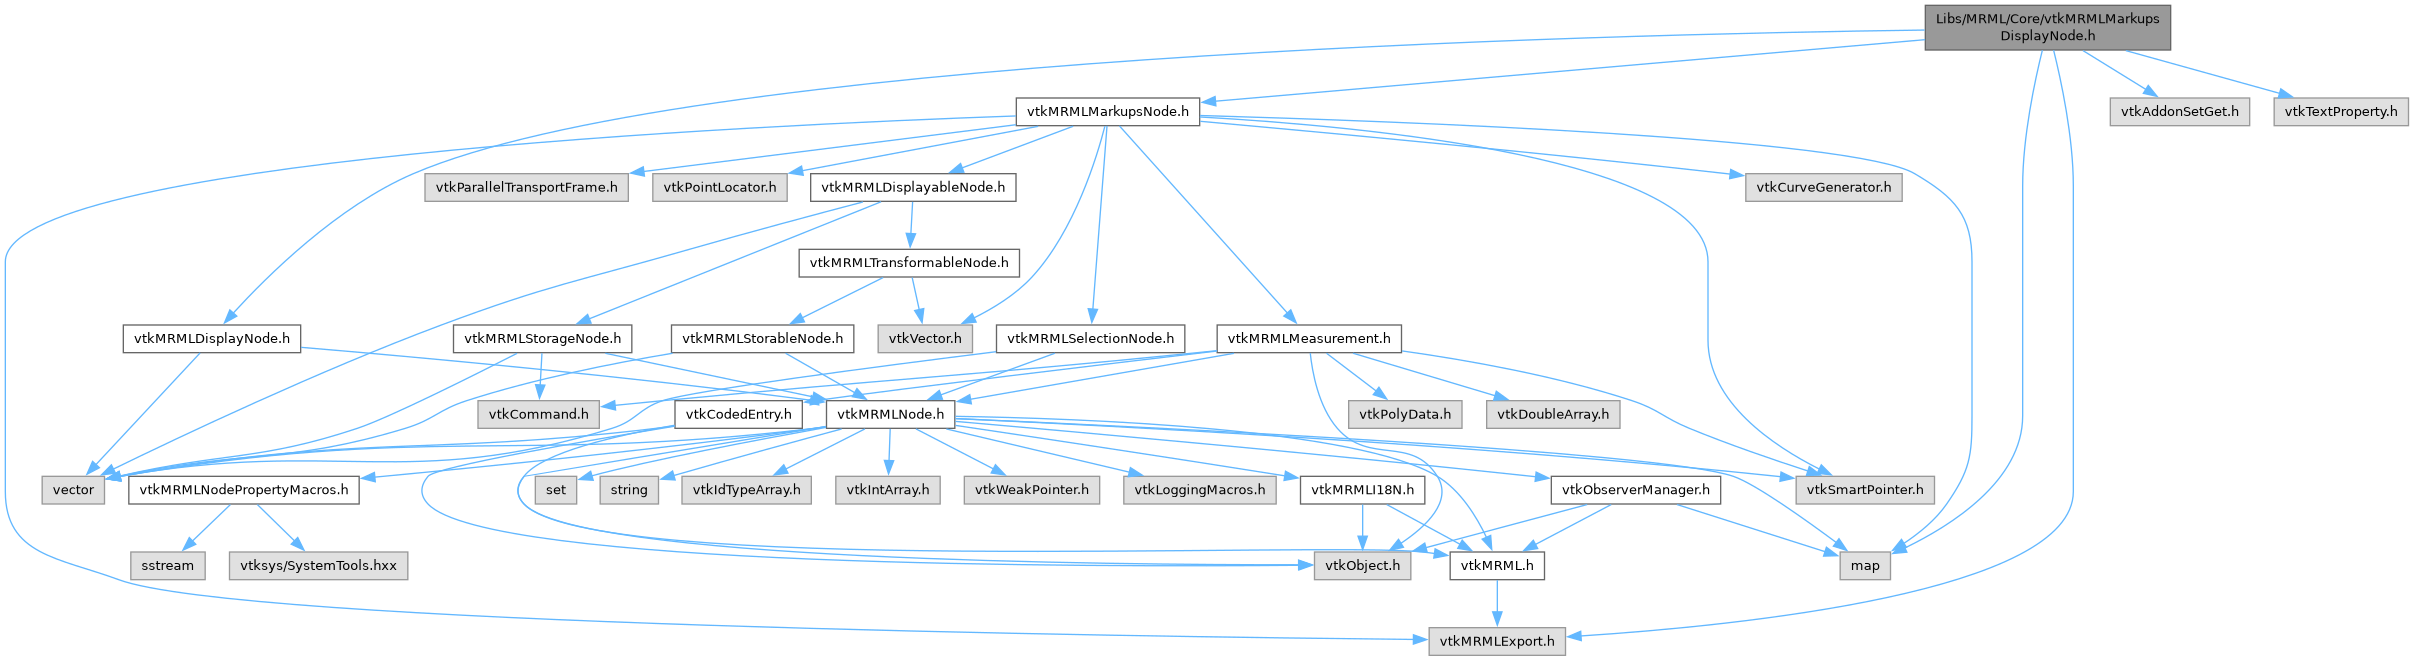 Libs/MRML/Core/vtkMRMLMarkups
DisplayNode.h
vtkMRMLMarkupsNode.h
vtkAddonSetGet.h
vtkTextProperty.h
vtkParallelTransportFrame.h
vtkPointLocator.h
vtkMRMLDisplayableNode.h
vtkCurveGenerator.h
vtkMRMLTransformableNode.h
vtkMRMLDisplayNode.h
vtkMRMLStorageNode.h
vtkMRMLStorableNode.h
vtkVector.h
vtkMRMLSelectionNode.h
vtkMRMLMeasurement.h
vtkCommand.h
vtkCodedEntry.h
vtkMRMLNode.h
vtkPolyData.h
vtkDoubleArray.h
vector
vtkMRMLNodePropertyMacros.h
set
string
vtkIdTypeArray.h
vtkIntArray.h
vtkWeakPointer.h
vtkLoggingMacros.h
vtkMRMLI18N.h
vtkObserverManager.h
vtkSmartPointer.h
sstream
vtksys/SystemTools.hxx
vtkObject.h
vtkMRML.h
map
vtkMRMLExport.h